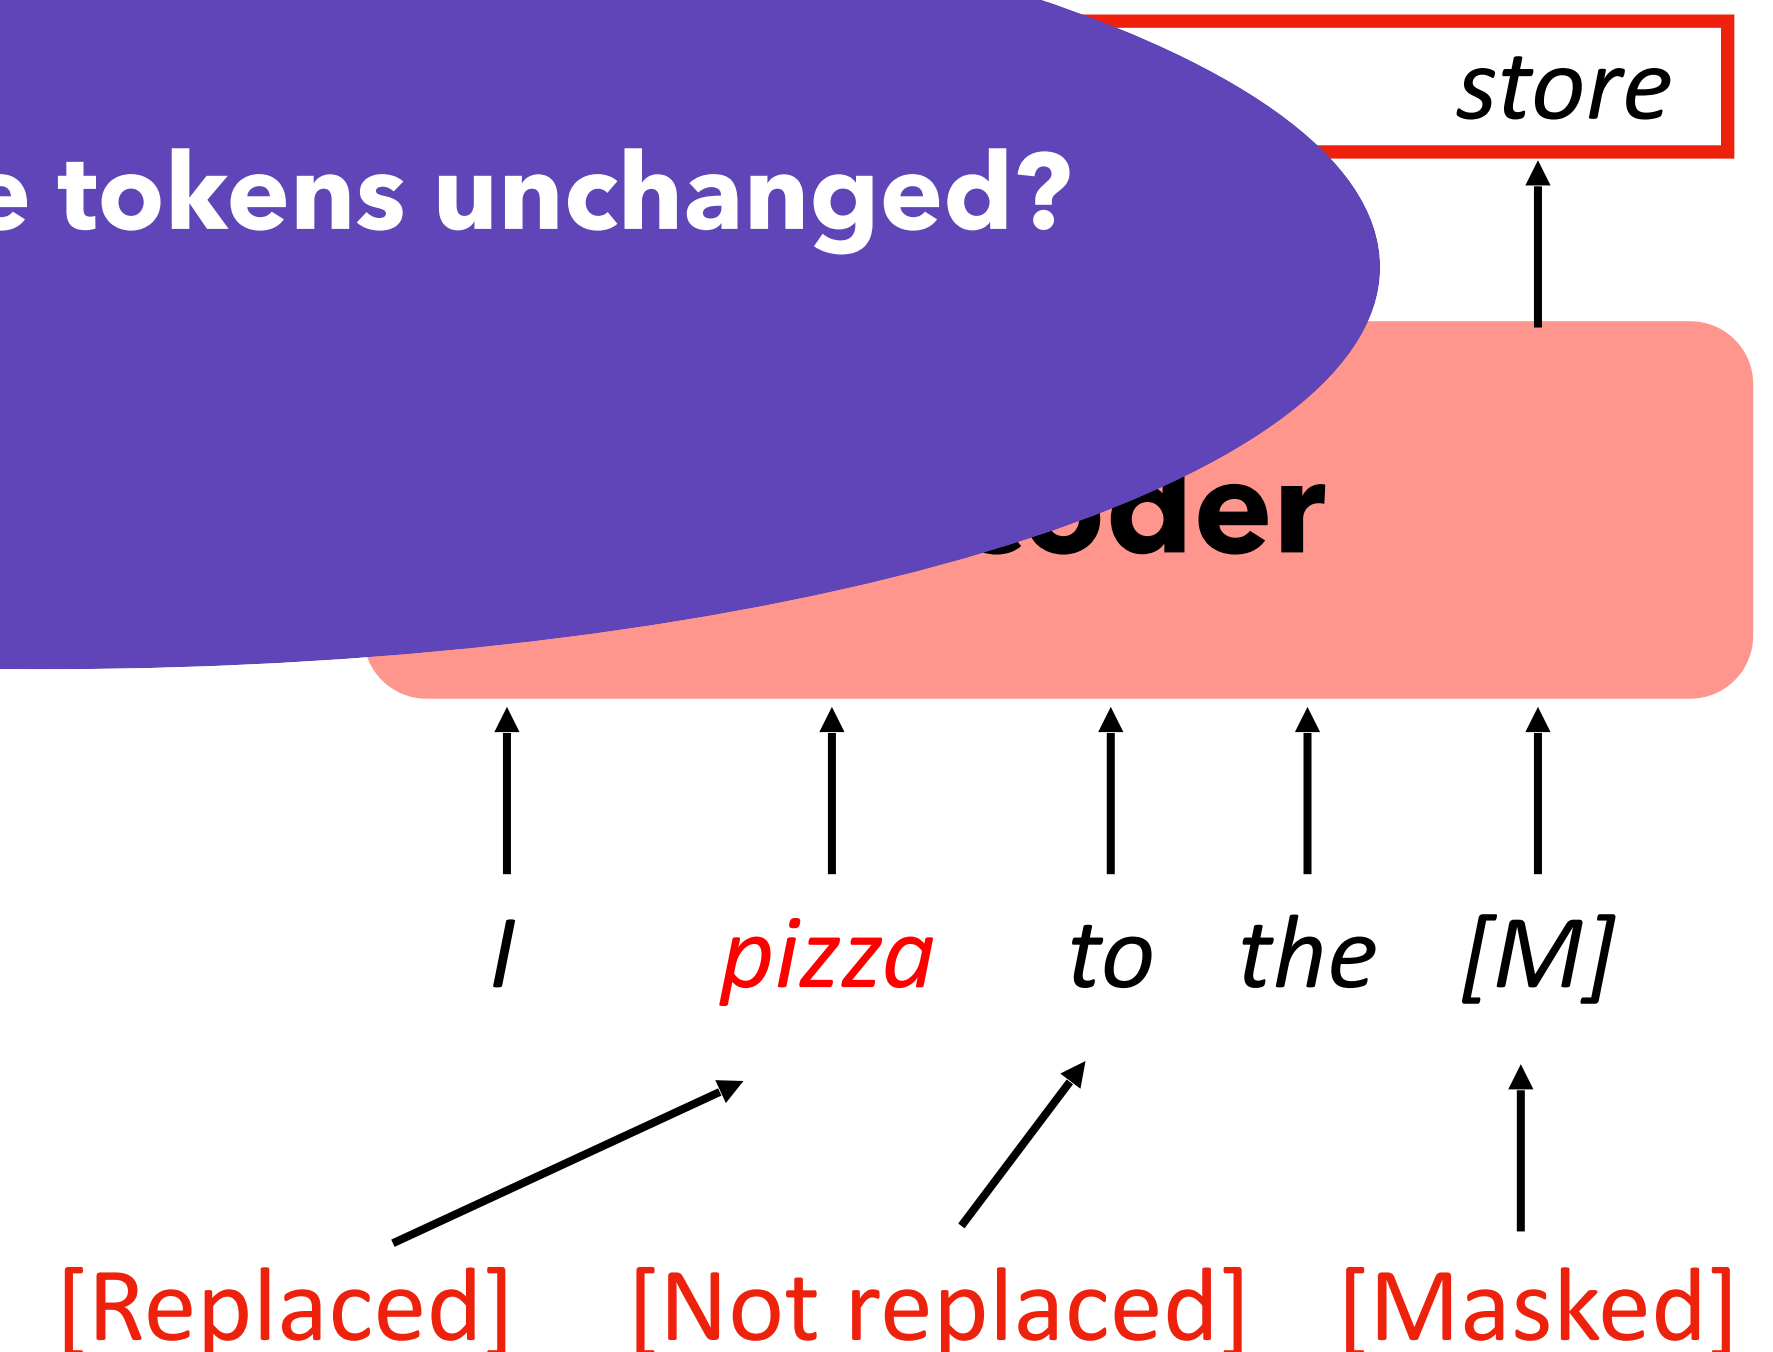 store
tokens unchanged?
I pizza to the [M]
[Replaced] [Not replaced] [Masked]